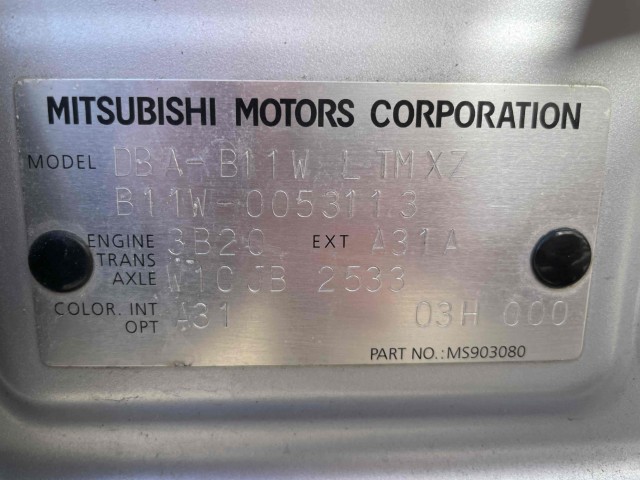 MITSUBISHI MOTORS CORPORATION
MODEL DBA-B11W LTMXZ
B11W-0053113
ENGINE 3B20 EXT A31A
TRANS
AXLE W1CJB 2533
COLOR. INT A31 03H 000
OPT
PART NO.: MS903080